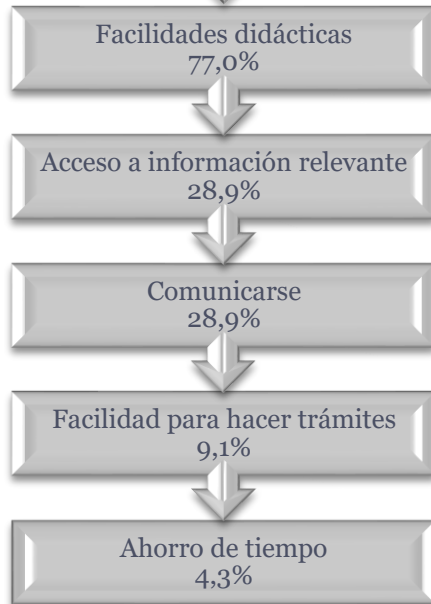 Facilidades didácticas
77,0%
Acceso a información relevante
28,9%
Comunicarse
28,9%
Facilidad para hacer trámites
9,1%
Ahorro de tiempo
4,3%